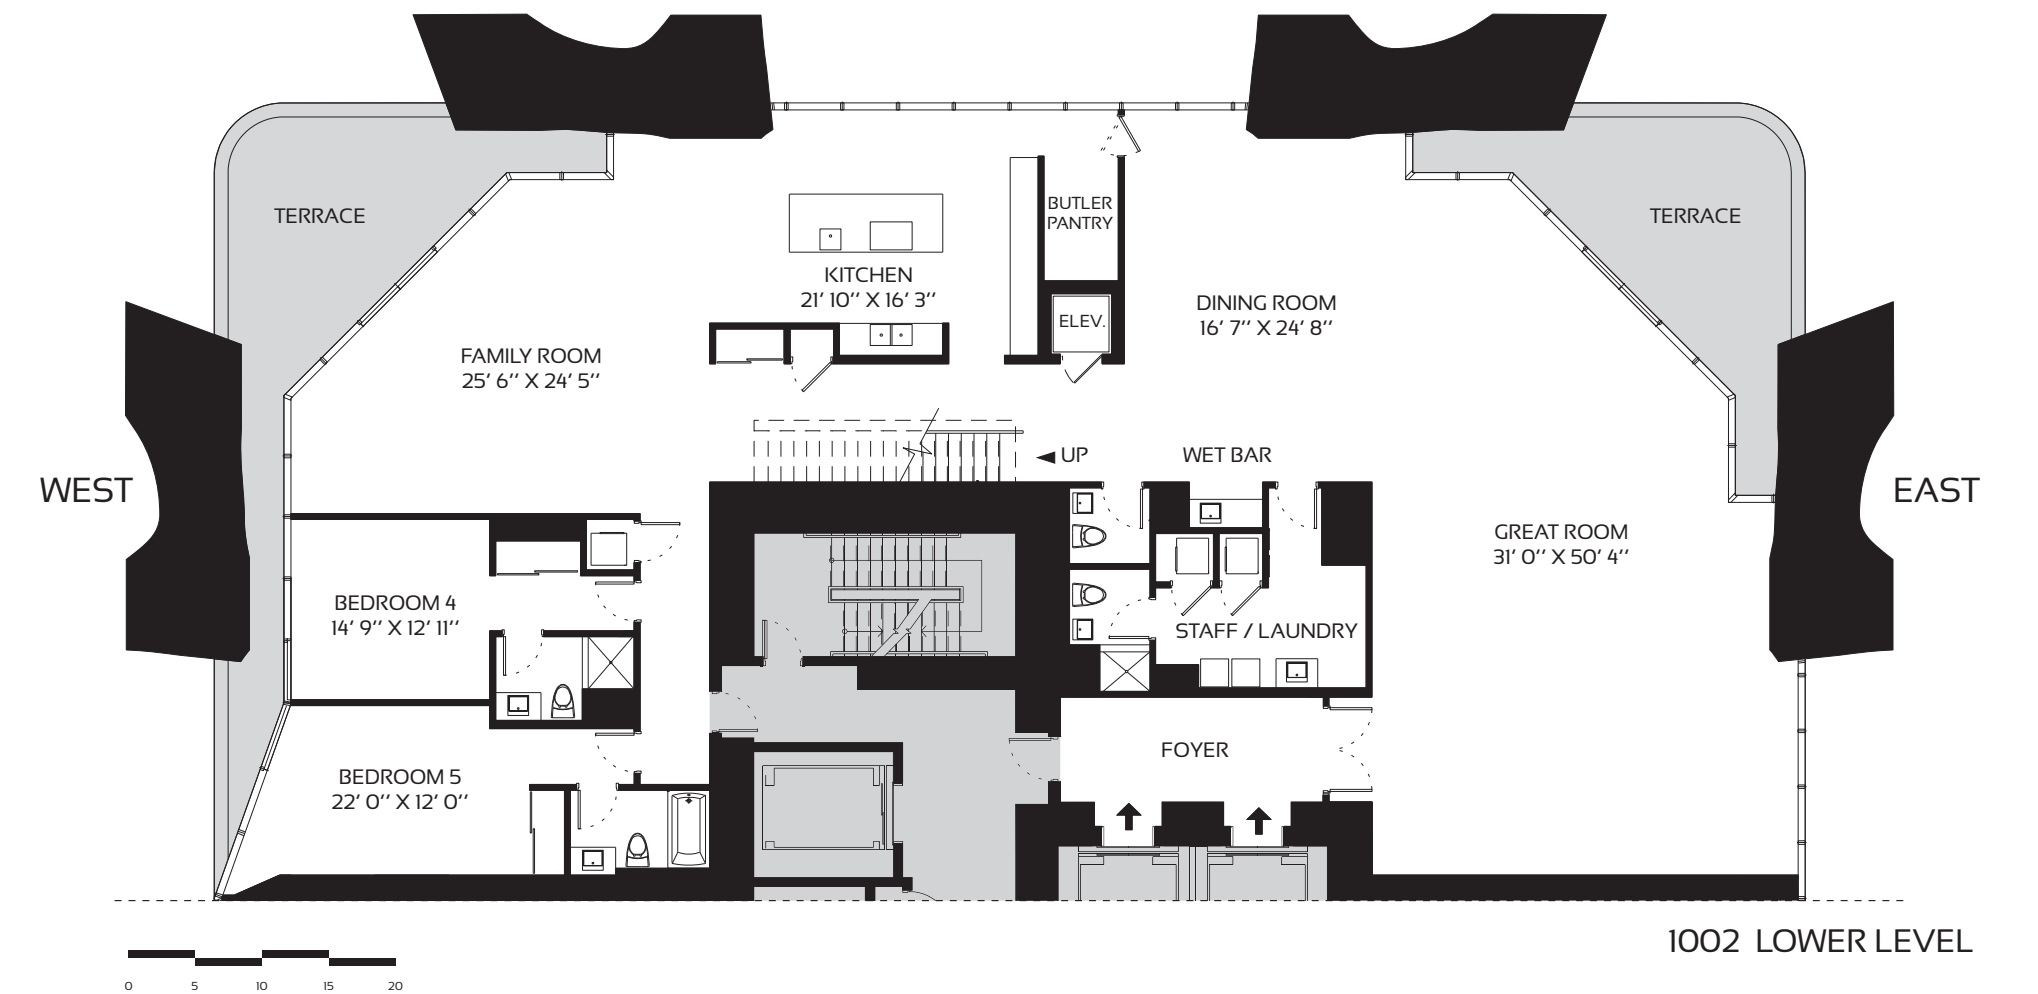 TERRACE
TERRACE
BUTLER
PANTRY
KITCHEN
21' 10'' X 16' 3''
DINING ROOM
16' 7'' X 24' 8''
ELEV.
FAMILY ROOM
25' 6'' X 24' 5''
UP
WET BAR
WEST
EAST
GREAT ROOM
31' 0'' X 50' 4''
BEDROOM 4
14' 9'' X 12' 11''
STAFF / LAUNDRY
FOYER
BEDROOM 5
22' 0'' X 12' 0''
1002 LOWER LEVEL
0 5 10 15 20